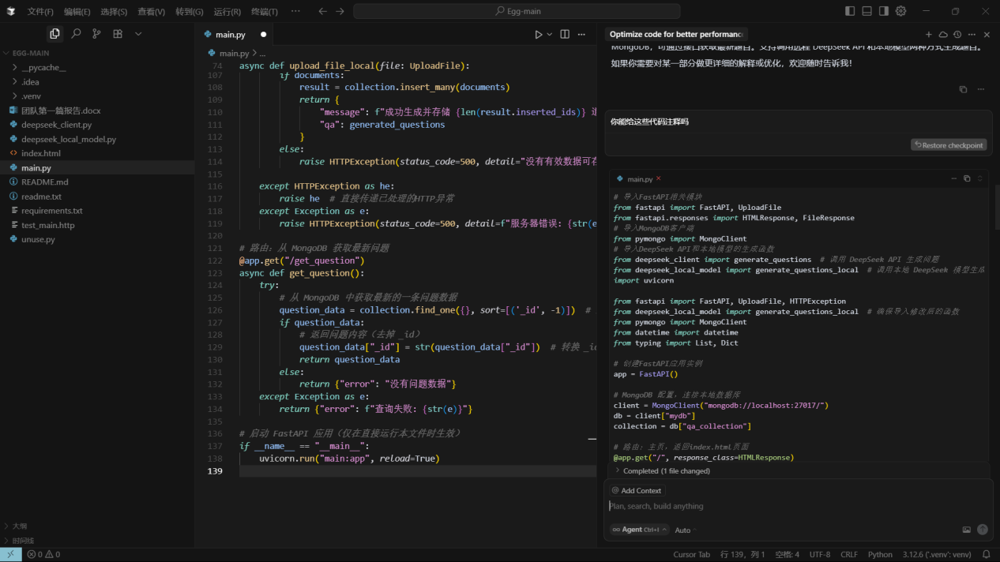 文件(F) 编辑(E) 选择(S) 查看(V) 转到(G) 运行(R) 终端(T) ··· Egg-main
EGG-MAIN
__pycache__
.idea
.venv
团队第一篇报告.docx
deepseek_client.py
deepseek_local_model.py
index.html
main.py
README.md
readme.txt
requirements.txt
test_main.http
unuse.py
大纲
时间线
main.py
main.py > ...
74 async def upload_file_local(file: UploadFile):
107 if documents:
108 result = collection.insert_many(documents)
109 return {
110 "message": f"成功生成并存储 {len(result.inserted_ids)}
111 "qa": generated_questions
112 }
113 else:
114 raise HTTPException(status_code=500, detail="没有有效数据可存
115
116 except HTTPException as he:
117 raise he # 直接传递已处理的HTTP异常
118 except Exception as e:
119 raise HTTPException(status_code=500, detail=f"服务器错误: {str(e
120
121 # 路由：从 MongoDB 获取最新问题
122 @app.get("/get_question")
123 async def get_question():
124 try:
125 # 从 MongoDB 中获取最新的一条问题数据
126 question_data = collection.find_one({}, sort=[('_id', -1)]) #
127 if question_data:
128 # 返回问题内容（去掉 _id）
129 question_data["_id"] = str(question_data["_id"]) # 转换 _i
130 return question_data
131 else:
132 return {"error": "没有问题数据"}
133 except Exception as e:
134 return {"error": f"查询失败: {str(e)}"}
135
136 # 启动 FastAPI 应用（仅在直接运行本文件时生效）
137 if __name__ == "__main__":
138 uvicorn.run("main:app", reload=True)
139
Optimize code for better performanc
MongoDB，可通过接口获取最新题目。支持调用远程 DeepSeek API 和本地模型两种方式生成题目。
如果你需要对某一部分做更详细的解释或优化，欢迎随时告诉我！
你能给这些代码注释吗
Restore checkpoint
main.py
# 导入FastAPI相关模块
from fastapi import FastAPI, UploadFile
from fastapi.responses import HTMLResponse, FileResponse
# 导入MongoDB客户端
from pymongo import MongoClient
# 导入DeepSeek API和本地模型的生成函数
from deepseek_client import generate_questions # 调用 DeepSeek API 生成问题
from deepseek_local_model import generate_questions_local # 调用本地 DeepSeek 模型生成
import uvicorn
from fastapi import FastAPI, UploadFile, HTTPException
from deepseek_local_model import generate_questions_local # 确保导入修改后的函数
from pymongo import MongoClient
from datetime import datetime
from typing import List, Dict
# 创建FastAPI应用实例
app = FastAPI()
# MongoDB 配置，连接本地数据库
client = MongoClient("mongodb://localhost:27017/")
db = client["mydb"]
collection = db["qa_collection"]
# 路由：主页，返回index.html页面
@app.get("/", response_class=HTMLResponse)
Completed (1 file changed)
@ Add Context
Plan, search, build anything
∞ Agent Ctrl+I Auto
0 0 Cursor Tab 行 139，列 1 空格: 4 UTF-8 CRLF Python 3.12.6 ('.venv': venv)